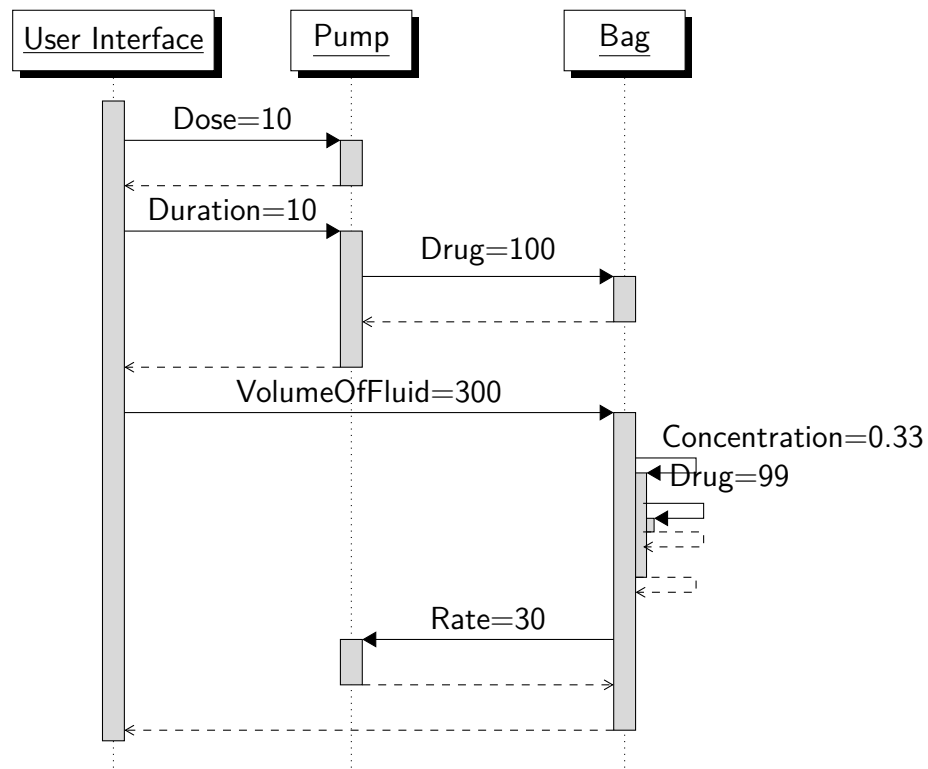 User Interface
Pump
Bag
Dose=10
Duration=10
Drug=100
VolumeOfFluid=300
Concentration=0.33
Drug=99
Rate=30